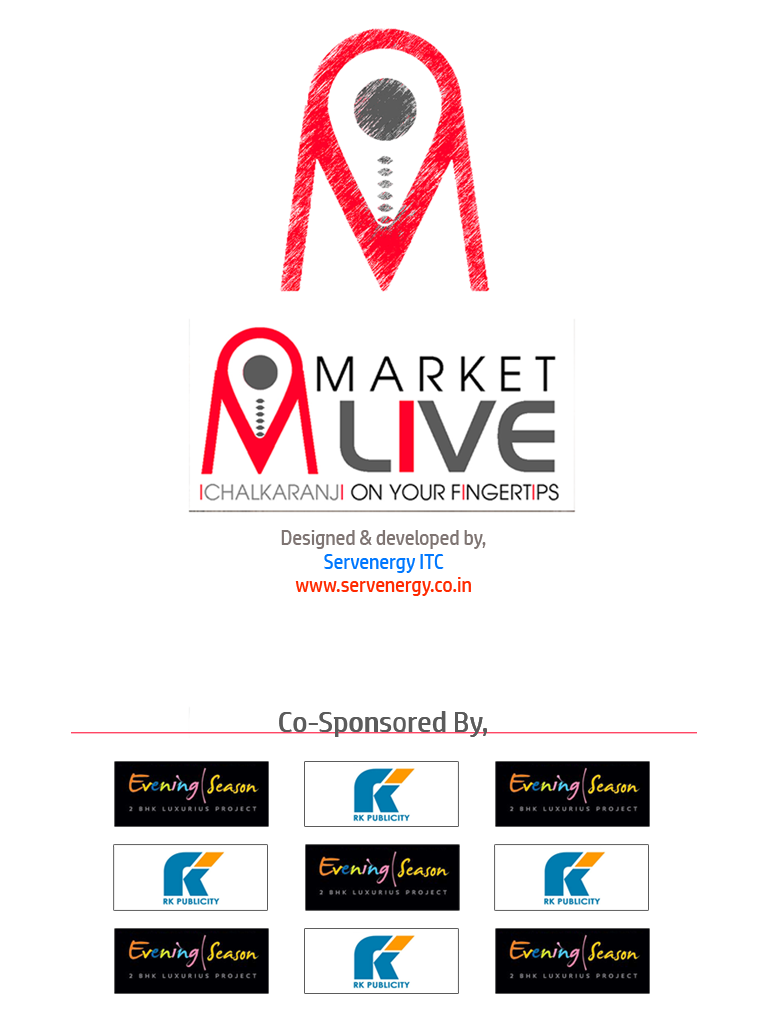 MARKET
LIVE
ICHALKARANJI ON YOUR FINGERTIPS
Designed & developed by,
Servenergy ITC
www.servenergy.co.in
Co-Sponsored By,
Evening Season
2 BHK LUXURIUS PROJECT
RK PUBLICITY
Evening Season
2 BHK LUXURIUS PROJECT
RK PUBLICITY
Evening Season
2 BHK LUXURIUS PROJECT
RK PUBLICITY
Evening Season
2 BHK LUXURIUS PROJECT
RK PUBLICITY
Evening Season
2 BHK LUXURIUS PROJECT